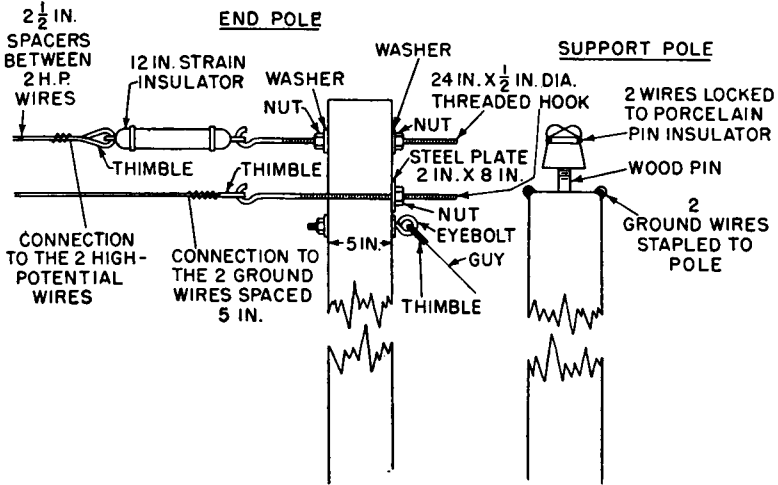 END POLE
SUPPORT POLE
2 1/2 IN.
SPACERS
BETWEEN
2 H.P.
WIRES
12 IN. STRAIN
INSULATOR
WASHER
NUT
WASHER
NUT
24 IN. X 1/2 IN. DIA.
THREADED HOOK
2 WIRES LOCKED
TO PORCELAIN
PIN INSULATOR
THIMBLE
THIMBLE
STEEL PLATE
2 IN. X 8 IN.
WOOD PIN
CONNECTION
TO THE 2 HIGH-
POTENTIAL
WIRES
CONNECTION TO
THE 2 GROUND
WIRES SPACED
5 IN.
5 IN.
NUT
EYEBOLT
GUY
THIMBLE
2
GROUND WIRES
STAPLED TO
POLE